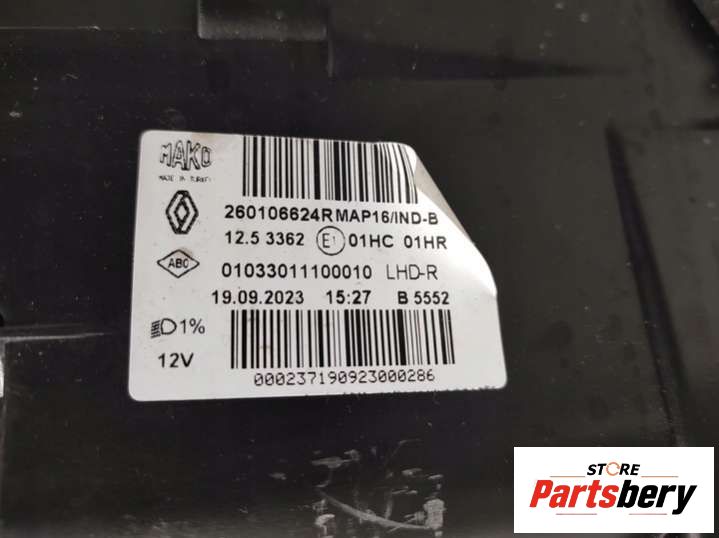 MAKO
MADE IN TURKEY
260106624R MAP16/IND-B
12.5 3362 E1 01HC 01HR
ABC
01033011100010 LHD-R
19.09.2023 15:27 B 5552
1%
12V
000237190923000286
STORE
Partsbery